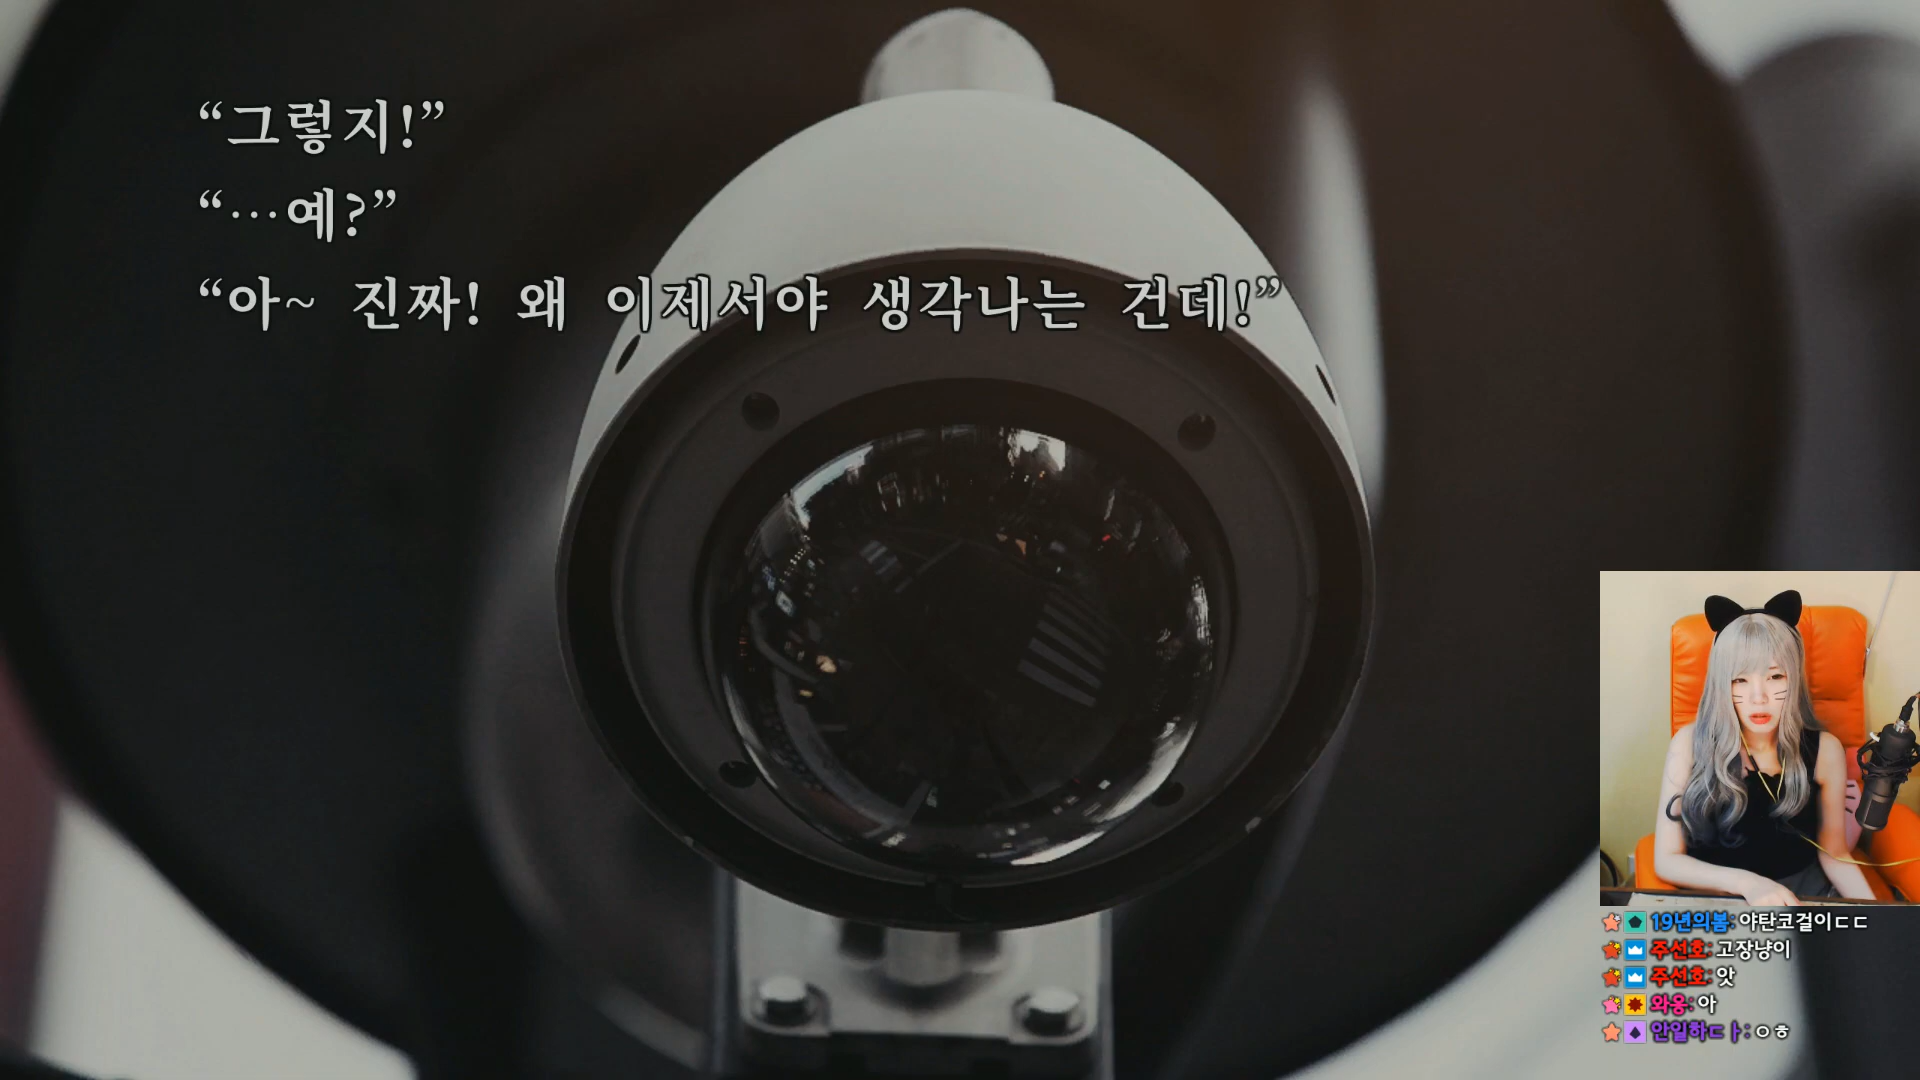 “그렇지!”
“…예?”
“아~ 진짜! 왜 이제서야 생각나는 건데!”
19년의봄: 야탄코걸이ㄷㄷ
주선호: 고장냥이
주선호: 앗
와웅: 아
안일하ㄷㅏ: ㅇㅎ